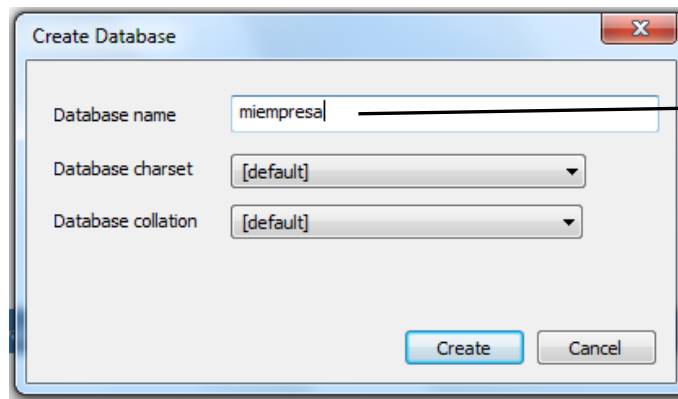 Create Database
Database name miempresa
Database charset [default]
Database collation [default]
Create Cancel